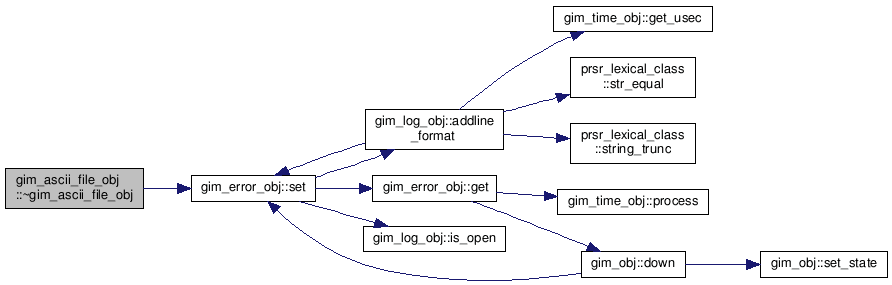 gim_ascii_file_obj
::~gim_ascii_file_obj
gim_error_obj::set
gim_log_obj::addline
_format
gim_error_obj::get
gim_log_obj::is_open
gim_time_obj::get_usec
prsr_lexical_class
::str_equal
prsr_lexical_class
::string_trunc
gim_time_obj::process
gim_obj::down
gim_obj::set_state